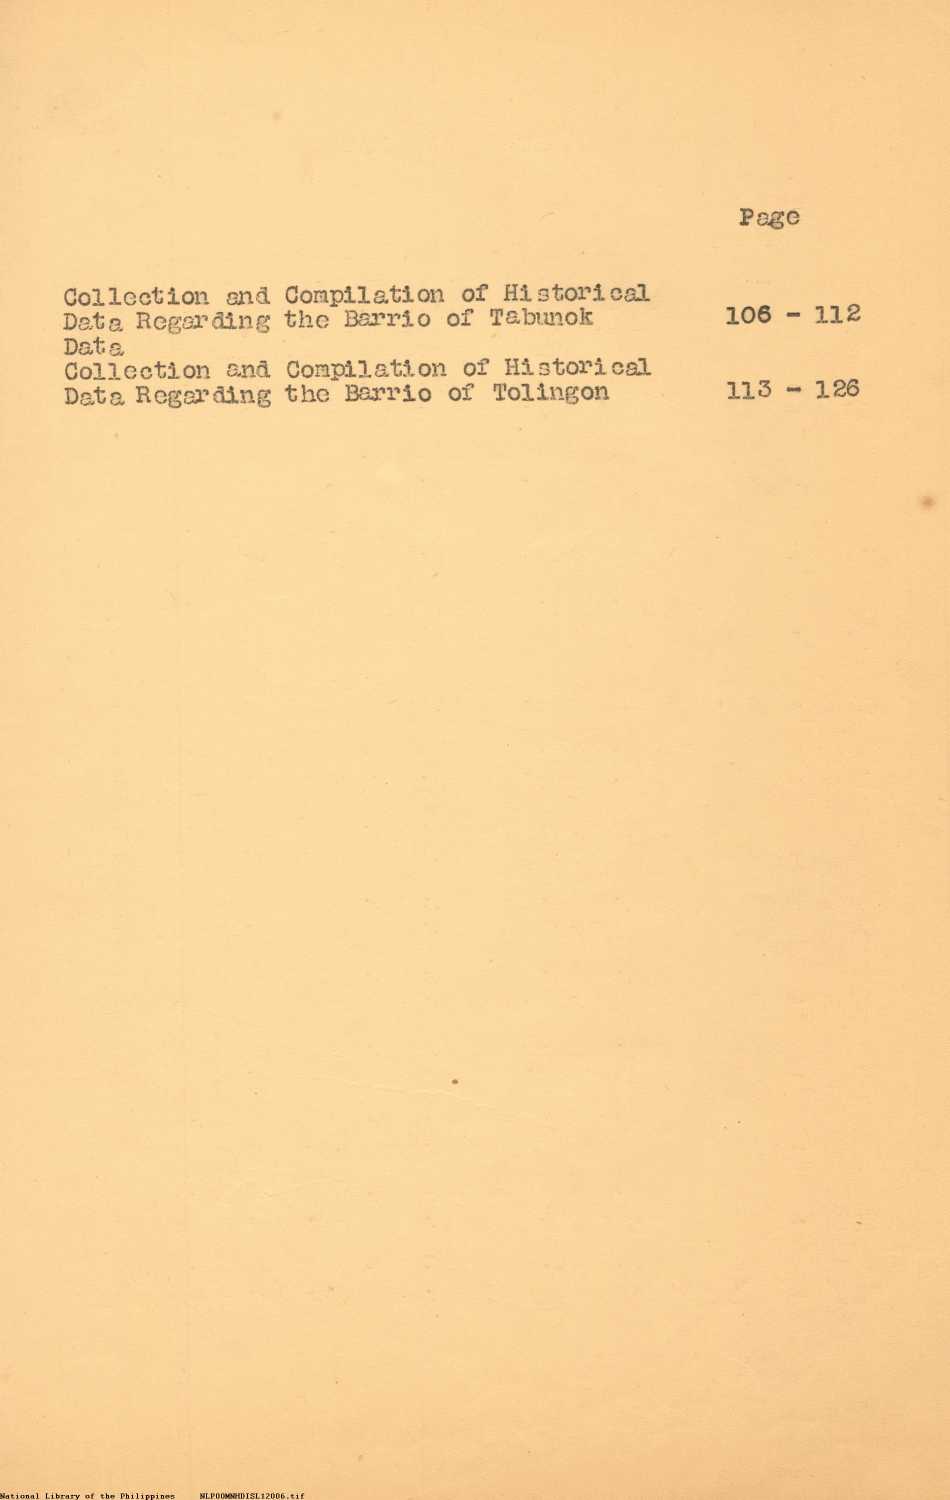 Page
Collection and Compilation of Historical
Data Regarding the Barrio of Tabunok 106 - 112
Data
Collection and Compilation of Historical
Data Regarding the Barrio of Tolingon 113 - 126
National Library of the Philippines NLPOOMNHDISL12006.tif